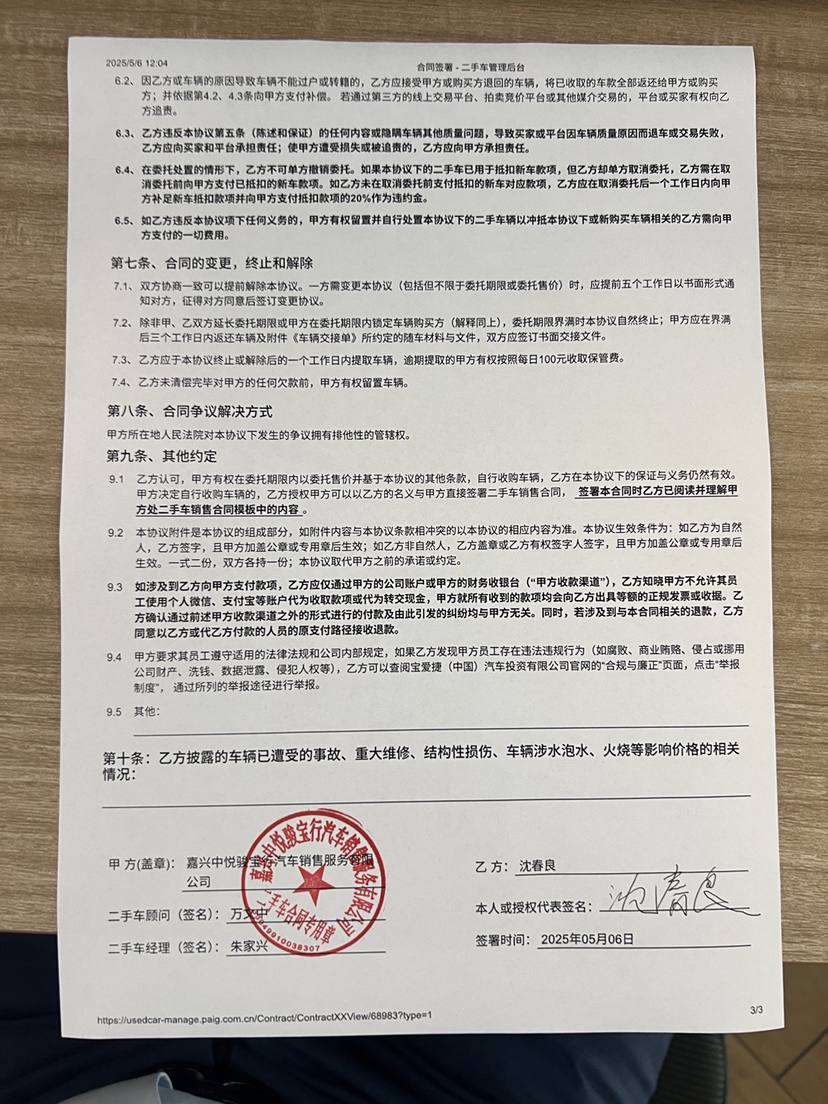 2025/5/6 12:04
合同签署 - 二手车管理后台
6.2、 因乙方或车辆的原因导致车辆不能过户或转籍的，乙方应接受甲方或购买方退回的车辆，将已收取的车款全部返还给甲方或购买
方；并依据第4.2、4.3条向甲方支付补偿。 若通过第三方的线上交易平台、拍卖竞价平台或其他媒介交易的，平台或买家有权向乙
方追责。
6.3、 乙方违反本协议第五条（陈述和保证）的任何内容或隐瞒车辆其他质量问题，导致买家或平台因车辆质量原因而退车或交易失败，
乙方应向买家和平台承担责任；使甲方遭受损失或被追责的，乙方应向甲方承担责任。
6.4、 在委托处置的情形下，乙方不可单方撤销委托。如果本协议下的二手车已用于抵扣新车款项，但乙方却单方取消委托，乙方需在取
消委托前向甲方支付已抵扣的新车款项。如乙方未在取消委托前支付抵扣的新车对应款项，乙方应在取消委托后一个工作日内向甲
方补足新车抵扣款项并向甲方支付抵扣款项的20%作为违约金。
6.5、 如乙方违反本协议项下任何义务的，甲方有权留置并自行处置本协议下的二手车以冲抵本协议下或新购买车辆相关的乙方需向甲
方支付的一切费用。
第七条、合同的变更，终止和解除
7.1、 双方协商一致可以提前解除本协议。一方需变更本协议（包括但不限于委托期限或委托售价）时，应提前五个工作日以书面形式通
知对方，征得对方同意后签订变更协议。
7.2、 除非甲、乙双方延长委托期限或甲方在委托期限内锁定车辆购买方（解释同上），委托期限界满时本协议自然终止；甲方应在界满
后三个工作日内返还车辆及附件《车辆交接单》所约定的随车材料与文件，双方应签订书面交接文件。
7.3、 乙方应于本协议终止或解除后的一个工作日内提取车辆，逾期提取的甲方有权按照每日100元收取保管费。
7.4、 乙方未清偿完毕对甲方的任何欠款前，甲方有权留置车辆。
第八条、合同争议解决方式
甲方所在地人民法院对本协议下发生的争议拥有排他性的管辖权。
第九条、其他约定
9.1 乙方认可，甲方有权在委托期限内以委托售价并基于本协议的其他条款，自行收购车辆，乙方在本协议下的保证与义务仍然有效。
甲方决定自行收购车辆的，乙方授权甲方可以以乙方的名义与甲方直接签署二手车销售合同， 签署本合同时乙方已阅读并理解甲
方处二手车销售合同模板中的内容 。
9.2 本协议附件是本协议的组成部分，如附件内容与本协议条款相冲突的以本协议的相应内容为准。本协议生效条件为：如乙方为自然
人，乙方签字，且甲方加盖公章或专用章后生效；如乙方非自然人，乙方盖章或乙方有权签字人签字，且甲方加盖公章或专用章后
生效。一式二份，双方各持一份；本协议取代甲方之前的承诺或约定。
9.3 如涉及到乙方向甲方支付款项，乙方应仅通过甲方的公司账户或甲方的财务收银台（“甲方收款渠道”），乙方知晓甲方不允许其员
工使用个人微信、支付宝等账户代为收取款项或代为转交现金，甲方就所有收到的款项均会向乙方出具等额的正规发票或收据。乙
方确认通过前述甲方收款渠道之外的形式进行的付款及由此引发的纠纷均与甲方无关。同时，若涉及到与本合同相关的退款，乙方
同意以乙方或代乙方付款的人员的原支付路径接收退款。
9.4 甲方要求其员工遵守适用的法律法规和公司内部规定，如果乙方发现甲方员工存在违法违规行为（如腐败、商业贿赂、侵占或挪用
公司财产、洗钱、数据泄露、侵犯人权等），乙方可以查阅宝爱捷（中国）汽车投资有限公司官网的“合规与廉正”页面，点击“举报
制度”， 通过所列的举报途径进行举报。
9.5 其他：
第十条：乙方披露的车辆已遭受的事故、重大维修、结构性损伤、车辆涉水泡水、火烧等影响价格的相关
情况：
甲 方(盖章)： 嘉兴中悦骏宝行汽车销售服务有限
公司
二手车顾问（签名）： 万文中
二手车经理（签名）： 朱家兴
嘉兴中悦骏宝行汽车销售服务有限公司
二手车合同专用章
乙 方： 沈春良
本人或授权代表签名： 沈春良
签署时间： 2025年05月06日
https://usedcar-manage.paig.com.cn/Contract/ContractXXView/68983?type=1
3/3